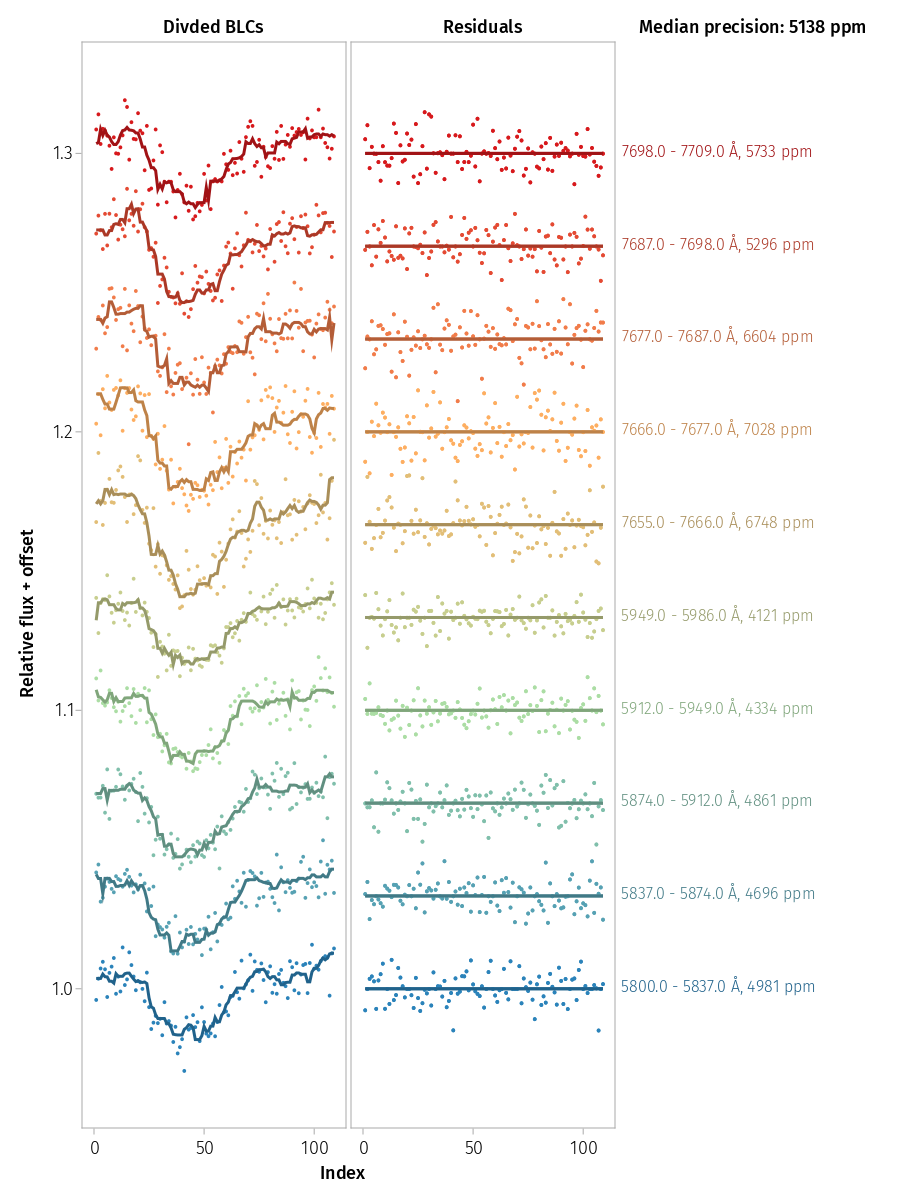 Divded BLCs
Residuals
Median precision: 5138 ppm
1.3
7698.0 - 7709.0 Å, 5733 ppm
7687.0 - 7698.0 Å, 5296 ppm
7677.0 - 7687.0 Å, 6604 ppm
1.2
7666.0 - 7677.0 Å, 7028 ppm
7655.0 - 7666.0 Å, 6748 ppm
Relative flux + offset
5949.0 - 5986.0 Å, 4121 ppm
1.1
5912.0 - 5949.0 Å, 4334 ppm
5874.0 - 5912.0 Å, 4861 ppm
5837.0 - 5874.0 Å, 4696 ppm
1.0
5800.0 - 5837.0 Å, 4981 ppm
0 50 100
0 50 100
Index